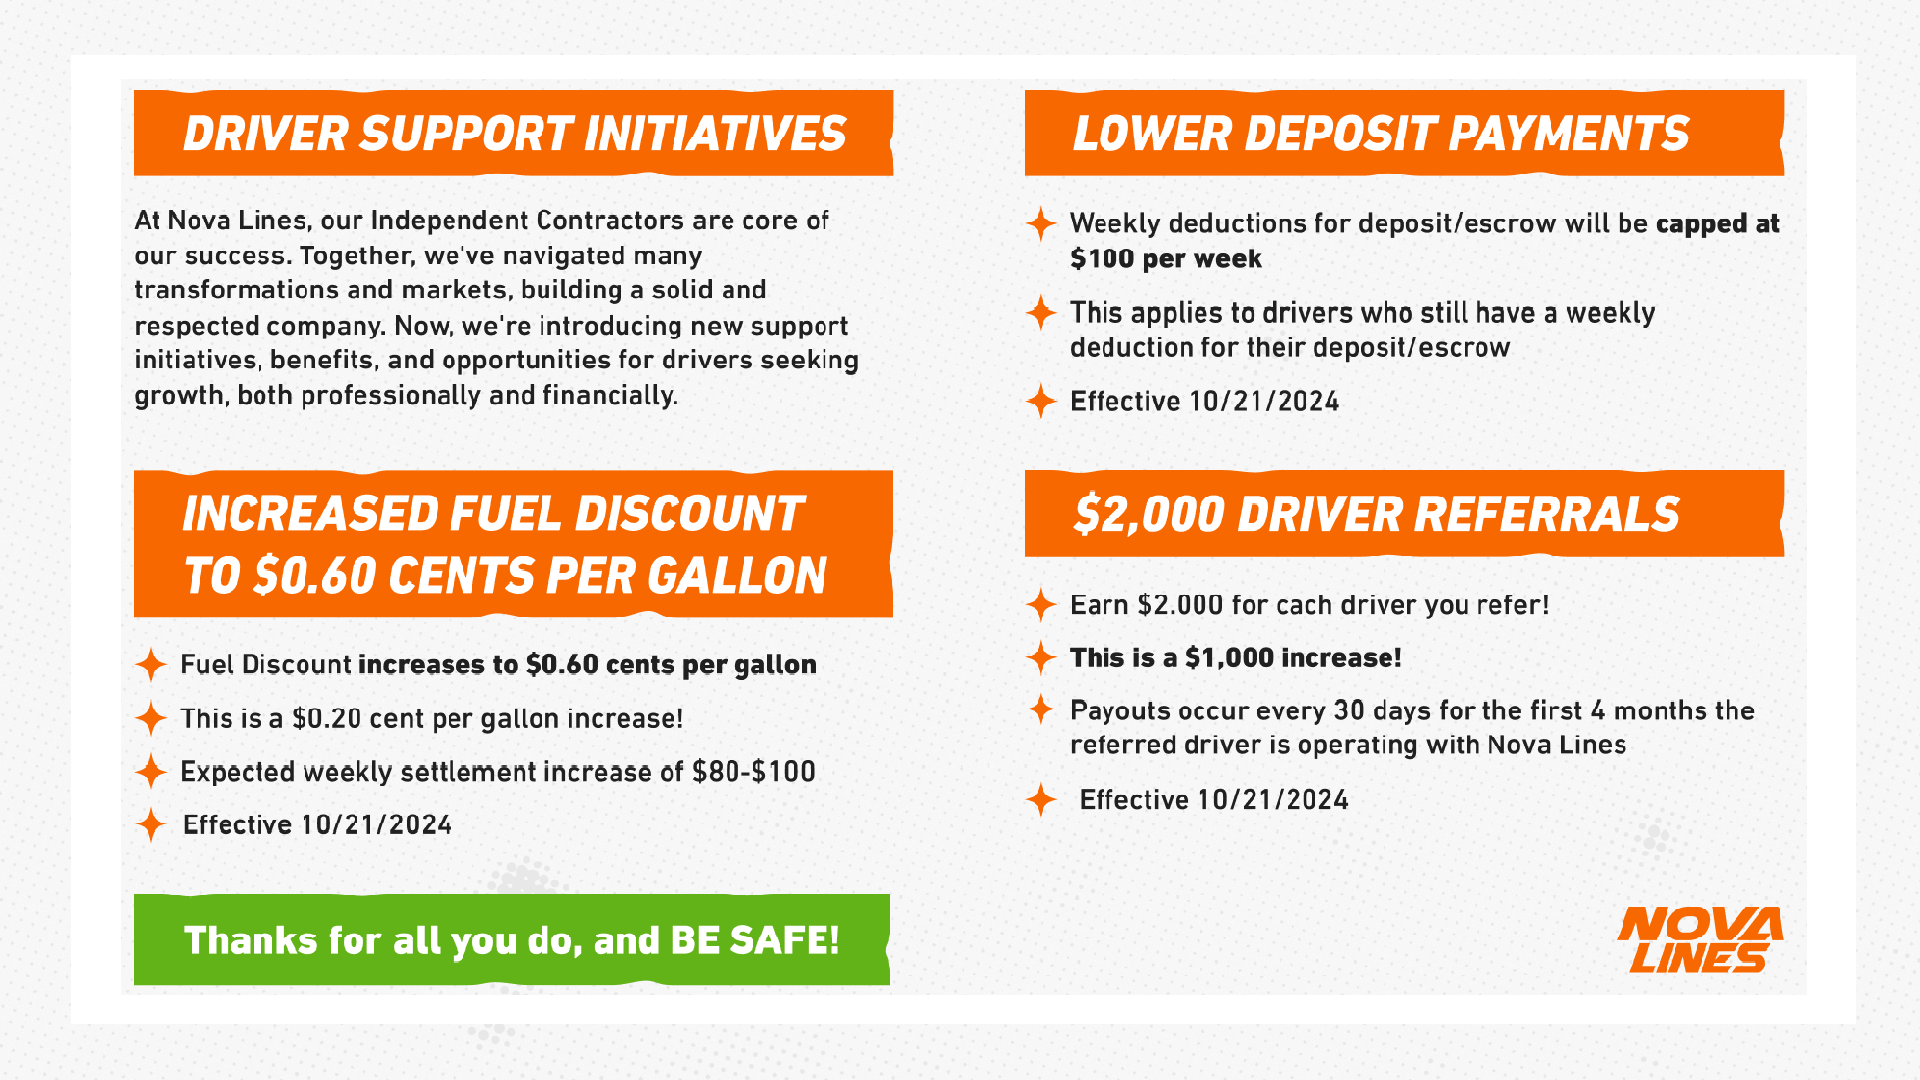 DRIVER SUPPORT INITIATIVES
At Nova Lines, our Independent Contractors are core of
our success. Together, we've navigated many
transformations and markets, building a solid and
respected company. Now, we're introducing new support
initiatives, benefits, and opportunities for drivers seeking
growth, both professionally and financially.
INCREASED FUEL DISCOUNT
TO $0.60 CENTS PER GALLON
Fuel Discount increases to $0.60 cents per gallon
This is a $0.20 cent per gallon increase!
Expected weekly settlement increase of $80-$100
Effective 10/21/2024
Thanks for all you do, and BE SAFE!
LOWER DEPOSIT PAYMENTS
Weekly deductions for deposit/escrow will be capped at
$100 per week
This applies to drivers who still have a weekly
deduction for their deposit/escrow
Effective 10/21/2024
$2,000 DRIVER REFERRALS
Earn $2.000 for cach driver you refer!
This is a $1,000 increase!
Payouts occur every 30 days for the first 4 months the
referred driver is operating with Nova Lines
Effective 10/21/2024
NOVA
LINES